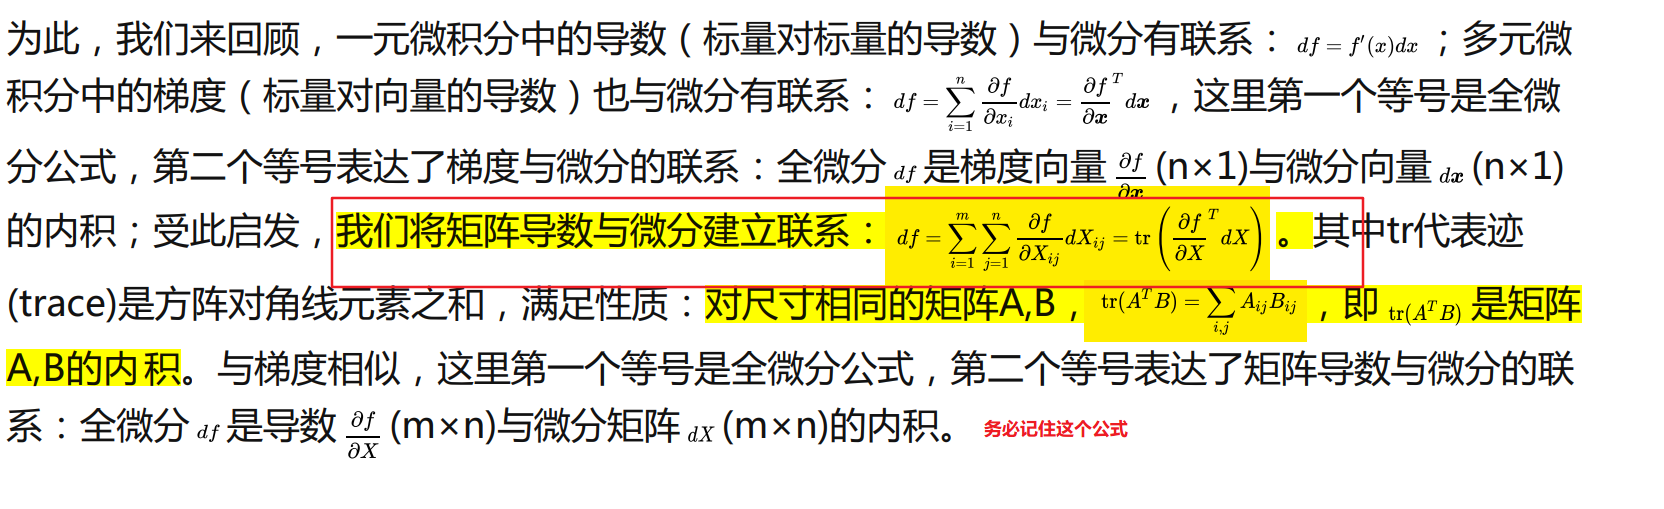 为此，我们来回顾，一元微积分中的导数（标量对标量的导数）与微分有联系： $df = f'(x)dx$ ；多元微
积分中的梯度（标量对向量的导数）也与微分有联系： $df = \sum_{i=1}^{n} \frac{\partial f}{\partial x_i} dx_i = \frac{\partial f}{\partial \boldsymbol{x}}^T d\boldsymbol{x}$ ，这里第一个等号是全微
分公式，第二个等号表达了梯度与微分的联系：全微分 $df$ 是梯度向量 $\frac{\partial f}{\partial \boldsymbol{x}}$ (n×1)与微分向量 $d\boldsymbol{x}$ (n×1)
的内积；受此启发，我们将矩阵导数与微分建立联系： $df = \sum_{i=1}^{m} \sum_{j=1}^{n} \frac{\partial f}{\partial X_{ij}} dX_{ij} = \text{tr}\left(\frac{\partial f}{\partial X}^T dX\right)$ 。其中tr代表迹
(trace)是方阵对角线元素之和，满足性质：对尺寸相同的矩阵A,B， $\text{tr}(A^T B) = \sum_{i,j} A_{ij} B_{ij}$ ，即 $\text{tr}(A^T B)$ 是矩阵
A,B的内积。与梯度相似，这里第一个等号是全微分公式，第二个等号表达了矩阵导数与微分的联
系：全微分 $df$ 是导数 $\frac{\partial f}{\partial X}$ (m×n)与微分矩阵 $dX$ (m×n)的内积。 务必记住这个公式